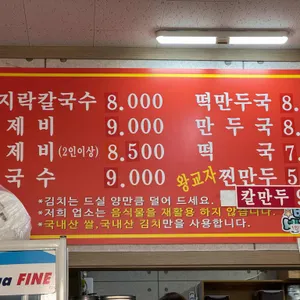 지락칼국수 8.000 떡만두국 8.
제비 9.000 만두국 8.
제비(2인이상) 8.500 떡국 7.
국수 9.000 왕교자찐만두 5
칼만두 9
*김치는 드실 양만큼 덜어 드세요.
*저희 업소는 음식물을 재활용 하지 않습니다.
*국내산 쌀,국내산 김치만을 사용합니다.
FINE